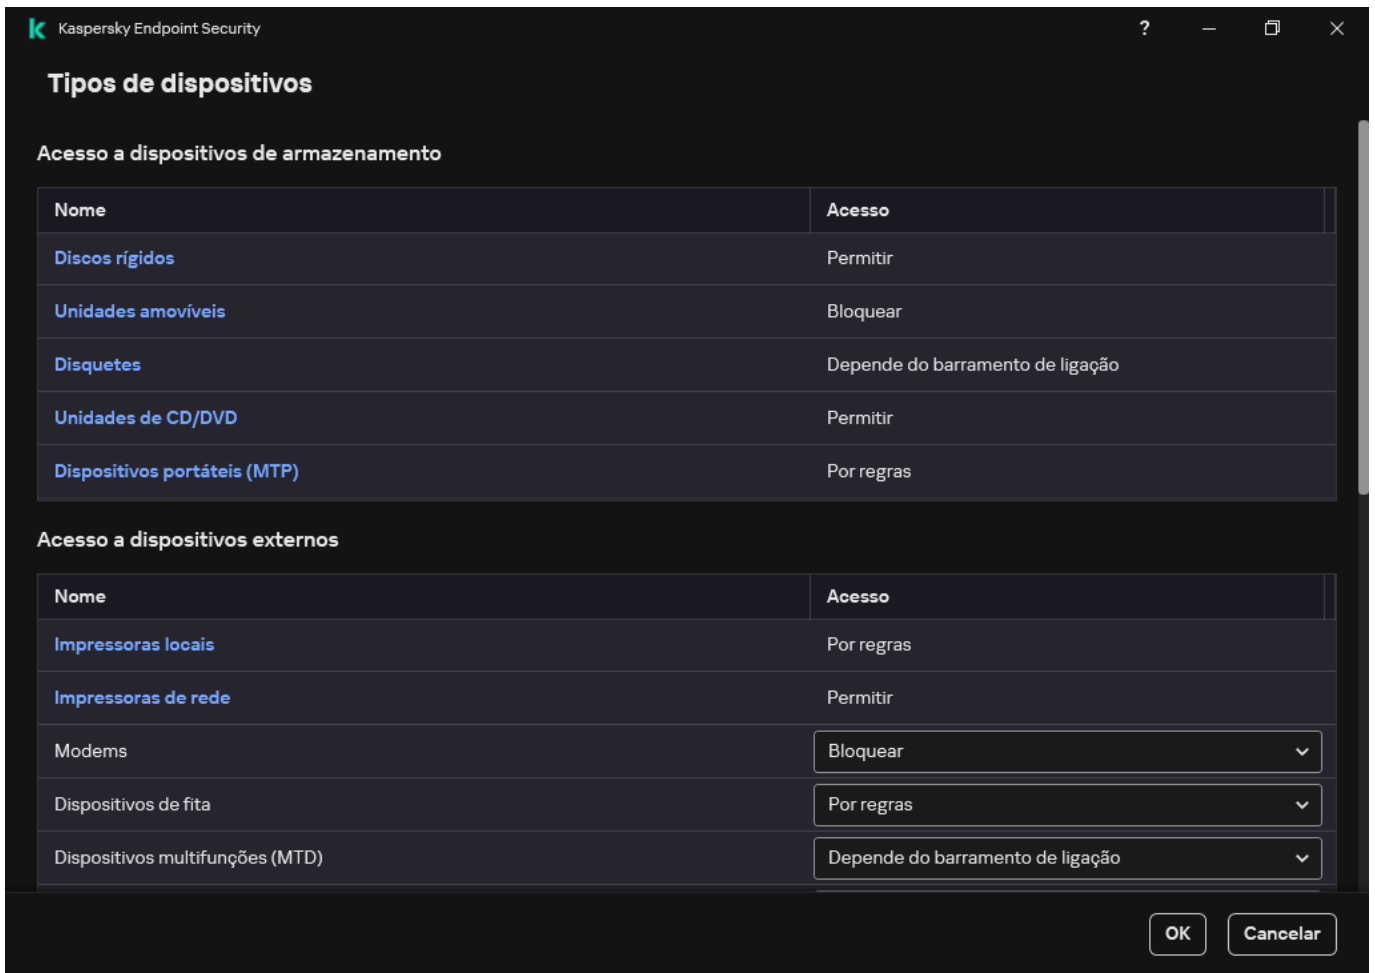 Kaspersky Endpoint Security ?
Tipos de dispositivos
Acesso a dispositivos de armazenamento
Nome Acesso
Discos rígidos Permitir
Unidades amovíveis Bloquear
Disquetes Depende do barramento de ligação
Unidades de CD/DVD Permitir
Dispositivos portáteis (MTP) Por regras
Acesso a dispositivos externos
Nome Acesso
Impressoras locais Por regras
Impressoras de rede Permitir
Modems Bloquear
Dispositivos de fita Por regras
Dispositivos multifunções (MTD) Depende do barramento de ligação
OK Cancelar